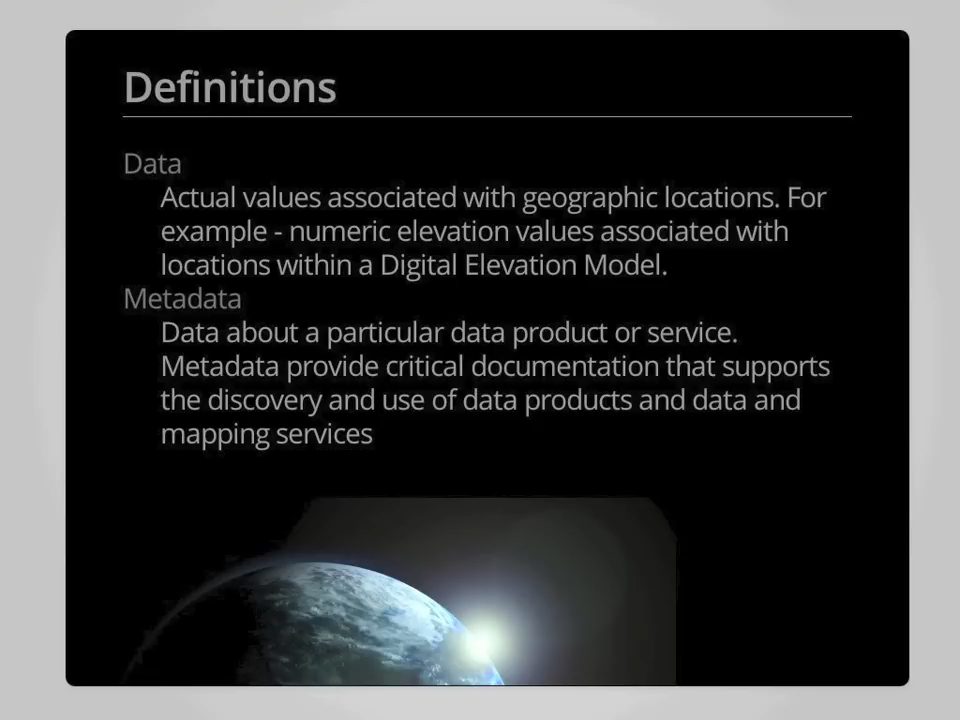 Definitions
Data
Actual values associated with geographic locations. For
example - numeric elevation values associated with
locations within a Digital Elevation Model.
Metadata
Data about a particular data product or service.
Metadata provide critical documentation that supports
the discovery and use of data products and data and
mapping services